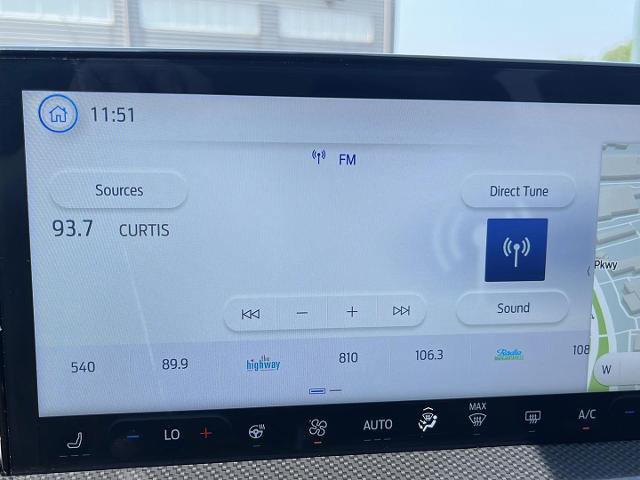 11:51
FM
Sources
Direct Tune
93.7 CURTIS
Pkwy
Sound
540 89.9 the highway 810 106.3 Radio
W
LO AUTO MAX A/C